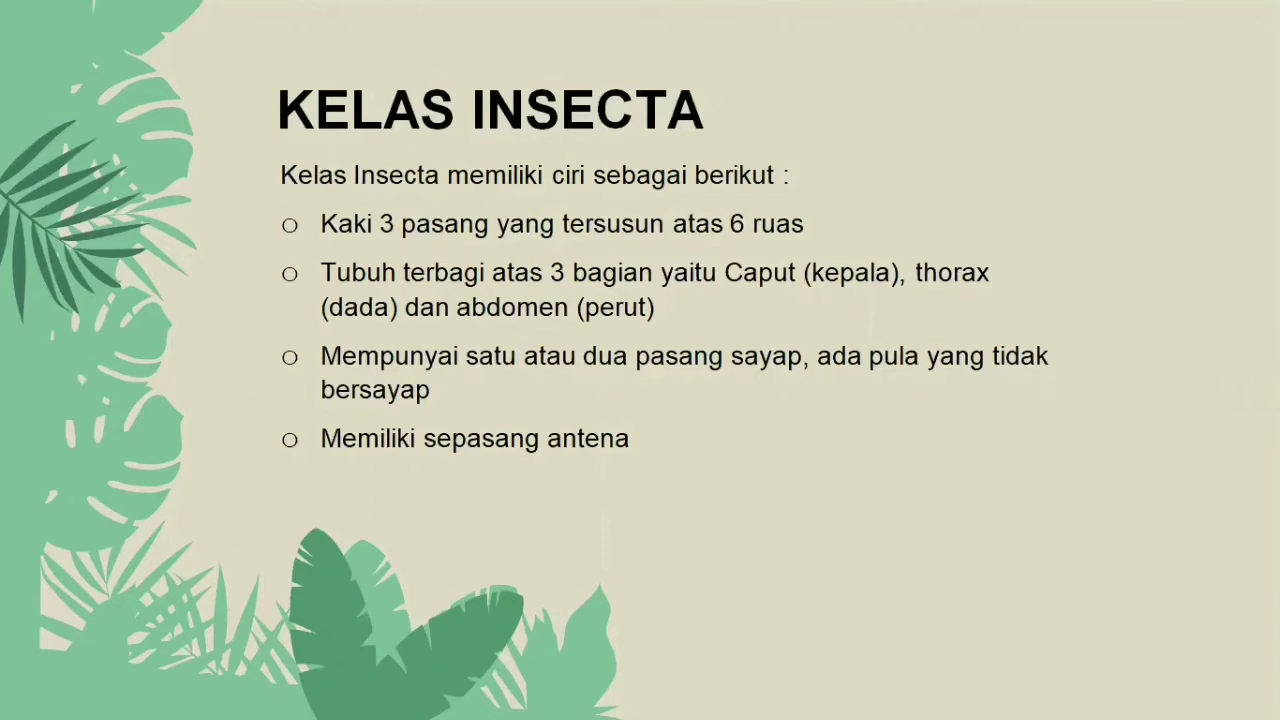 KELAS INSECTA
Kelas Insecta memiliki ciri sebagai berikut :
○ Kaki 3 pasang yang tersusun atas 6 ruas
○ Tubuh terbagi atas 3 bagian yaitu Caput (kepala), thorax
(dada) dan abdomen (perut)
○ Mempunyai satu atau dua pasang sayap, ada pula yang tidak
bersayap
○ Memiliki sepasang antena